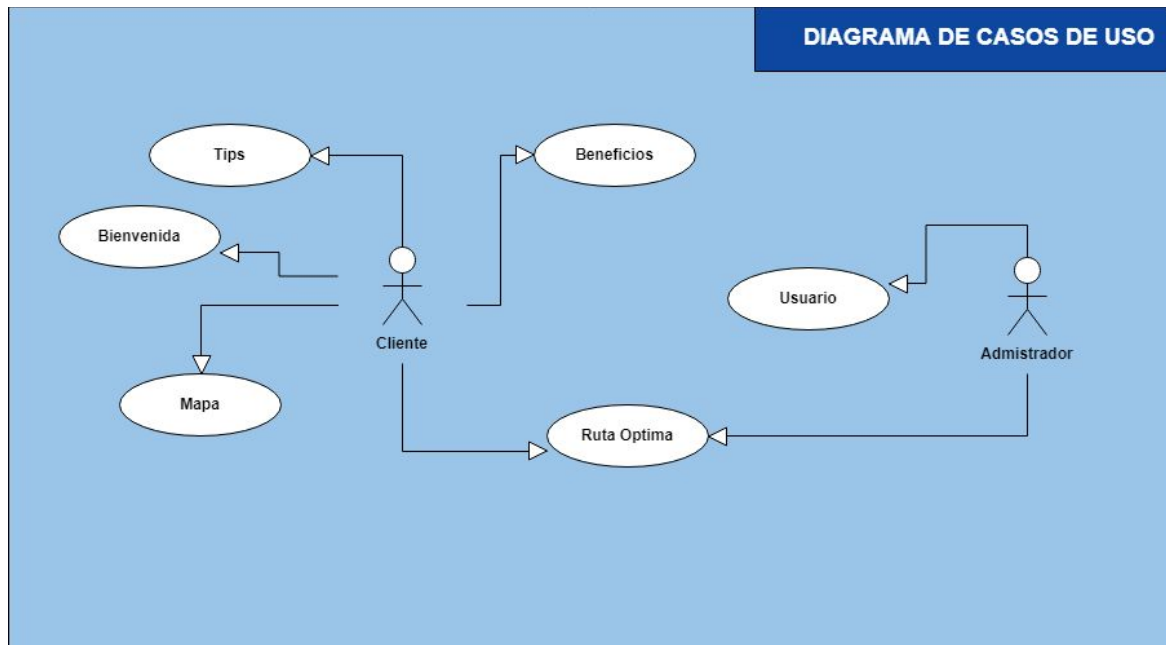 DIAGRAMA DE CASOS DE USO
Tips
Beneficios
Bienvenida
Usuario
Cliente
Admistrador
Mapa
Ruta Optima